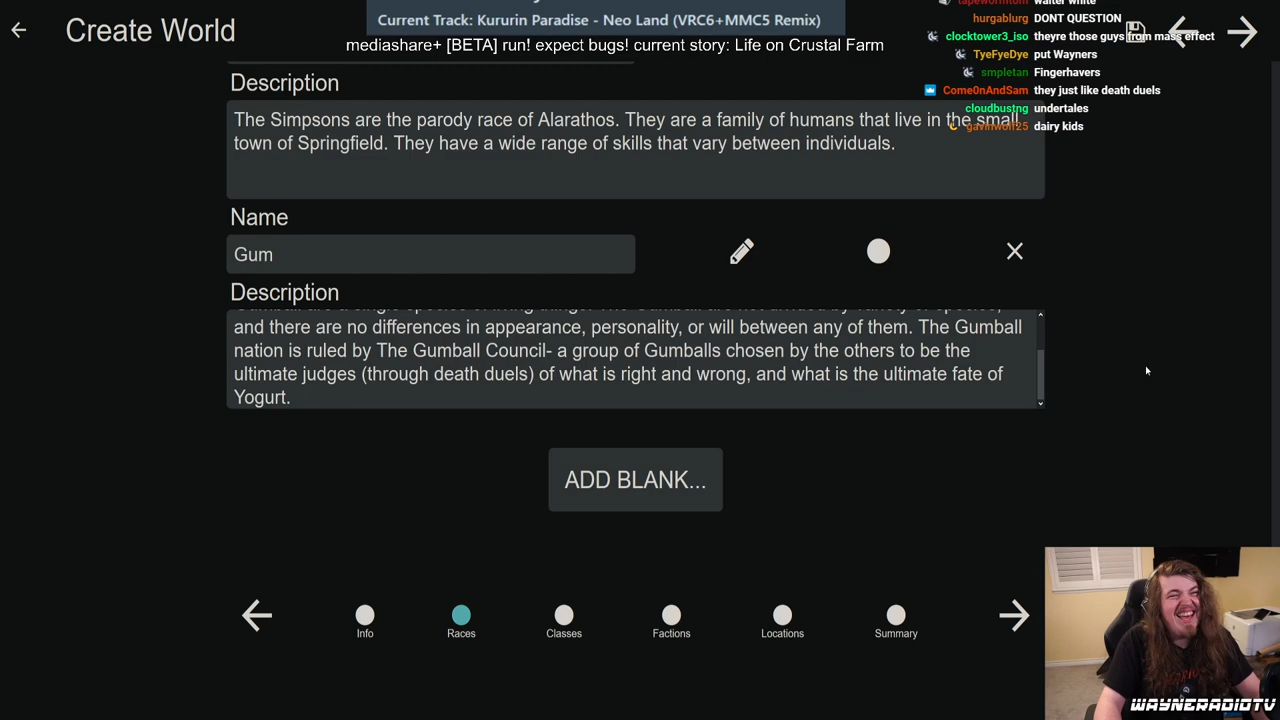 Create World
Current Track: Kururin Paradise - Neo Land (VRC6+MMC5 Remix)
mediashare+ [BETA] run! expect bugs! current story: Life on Crustal Farm
tapewormtom walter white
hurgablurg DONT QUESTION
clocktower3_iso theyre those guys from mass effect
TyeFyeDye put Wayners
smpletan Fingerhavers
Come0nAndSam they just like death duels
cloudbustng undertales
gavinwolf25 dairy kids
Description
The Simpsons are the parody race of Alarathos. They are a family of humans that live in the small
town of Springfield. They have a wide range of skills that vary between individuals.
Name
Gum
Description
and there are no differences in appearance, personality, or will between any of them. The Gumball
nation is ruled by The Gumball Council- a group of Gumballs chosen by the others to be the
ultimate judges (through death duels) of what is right and wrong, and what is the ultimate fate of
Yogurt.
ADD BLANK...
Info
Races
Classes
Factions
Locations
Summary
WAYNERADIOTV